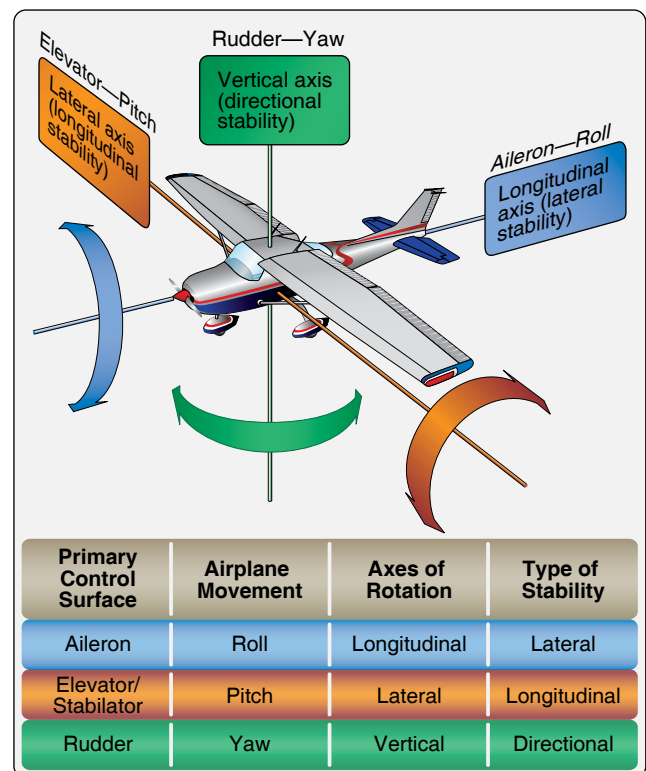 Rudder—Yaw
Vertical axis
(directional
stability)
Elevator—Pitch
Lateral axis
(longitudinal
stability)
Aileron—Roll
Longitudinal
axis (lateral
stability)
Primary
Control
Surface
Airplane
Movement
Axes of
Rotation
Type of
Stability
Aileron Roll Longitudinal Lateral
Elevator/
Stabilator
Pitch Lateral Longitudinal
Rudder Yaw Vertical Directional